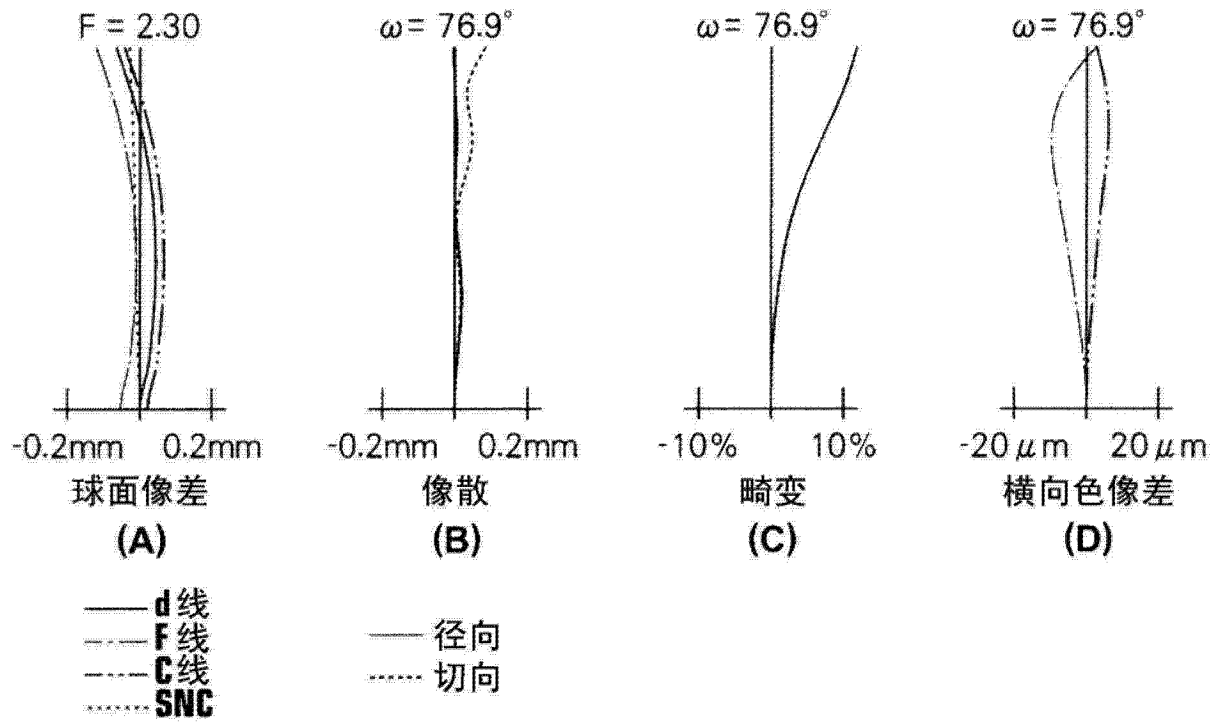 F = 2.30 ω= 76.9° ω= 76.9° ω= 76.9°
-0.2mm 0.2mm -0.2mm 0.2mm -10% 10% -20 μm 20 μm
球面像差 像散 畸变 横向色像差
(A) (B) (C) (D)
d线
F线
C线
SNC
径向
切向